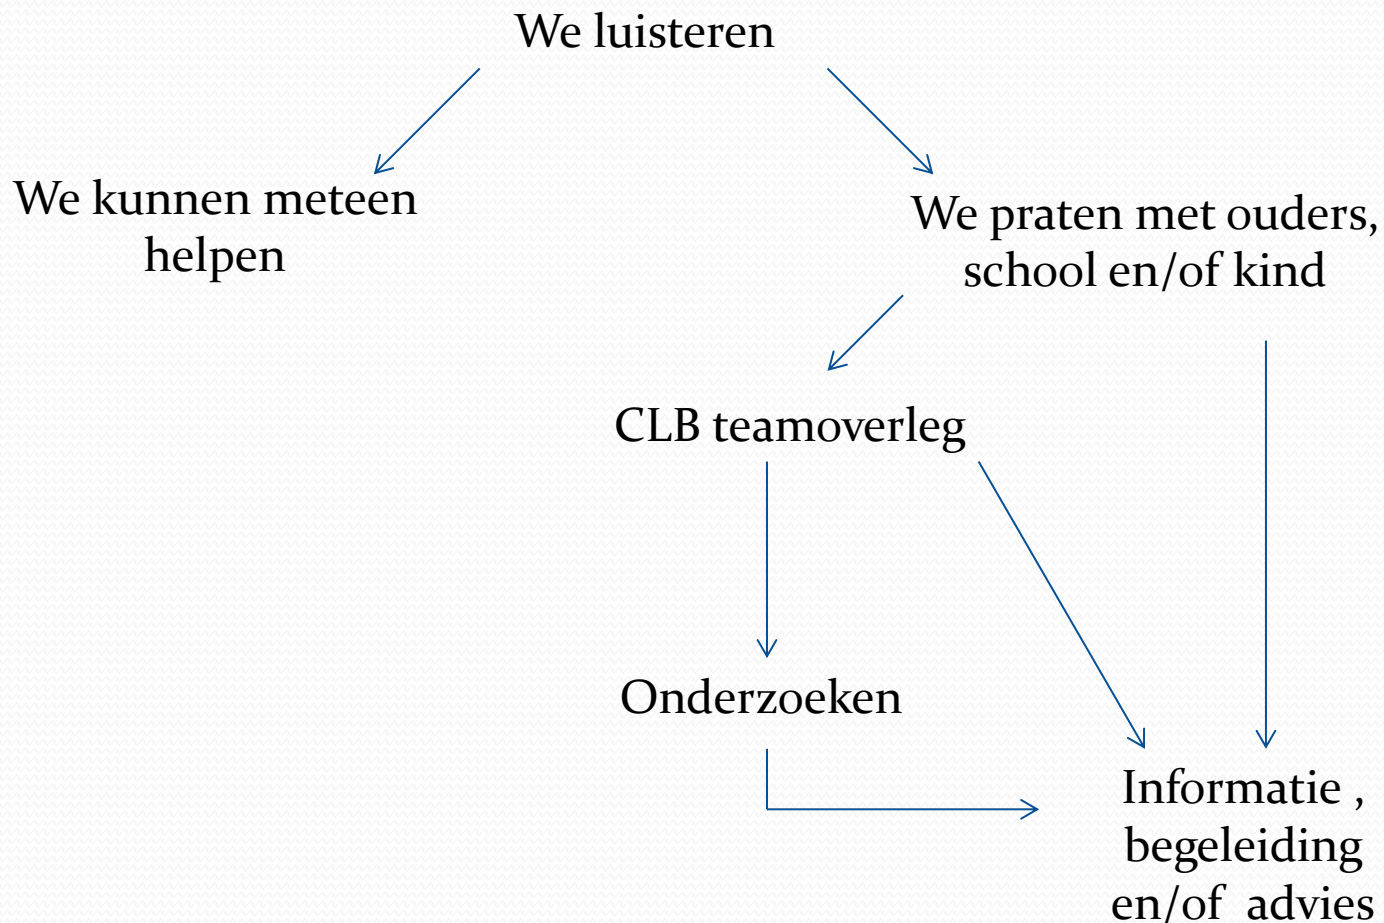 We luisteren
We kunnen meteen
helpen
We praten met ouders,
school en/of kind
CLB teamoverleg
Onderzoeken
Informatie ,
begeleiding
en/of advies